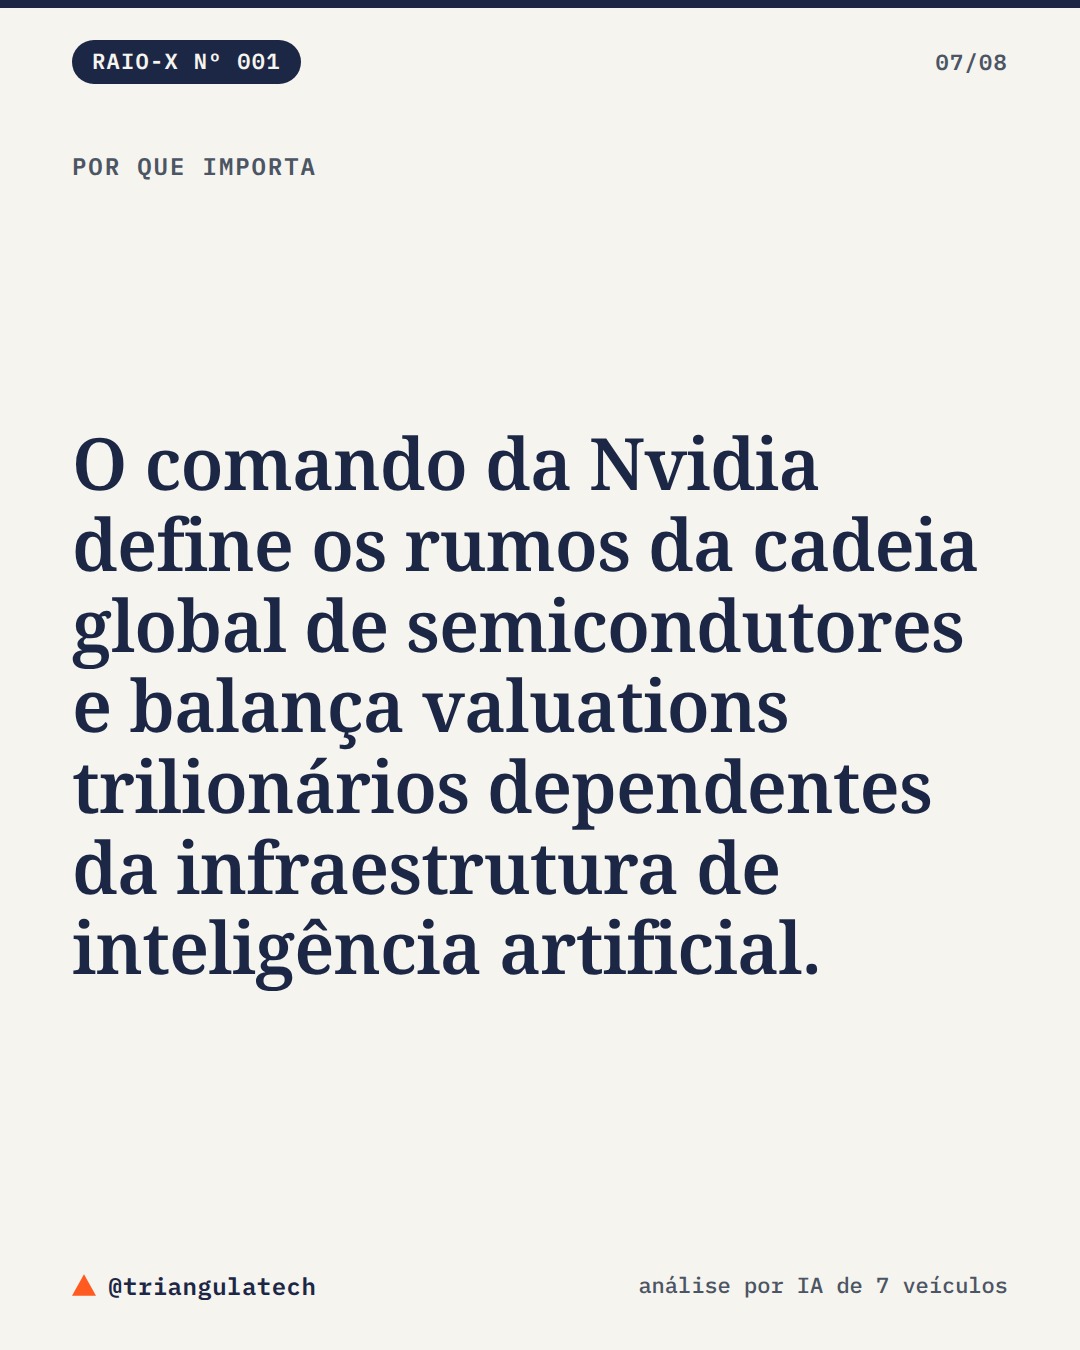 RAIO-X Nº 001
07/08
POR QUE IMPORTA
O comando da Nvidia
define os rumos da cadeia
global de semicondutores
e balança valuations
trilionários dependentes
da infraestrutura de
inteligência artificial.
@triangulatech
análise por IA de 7 veículos